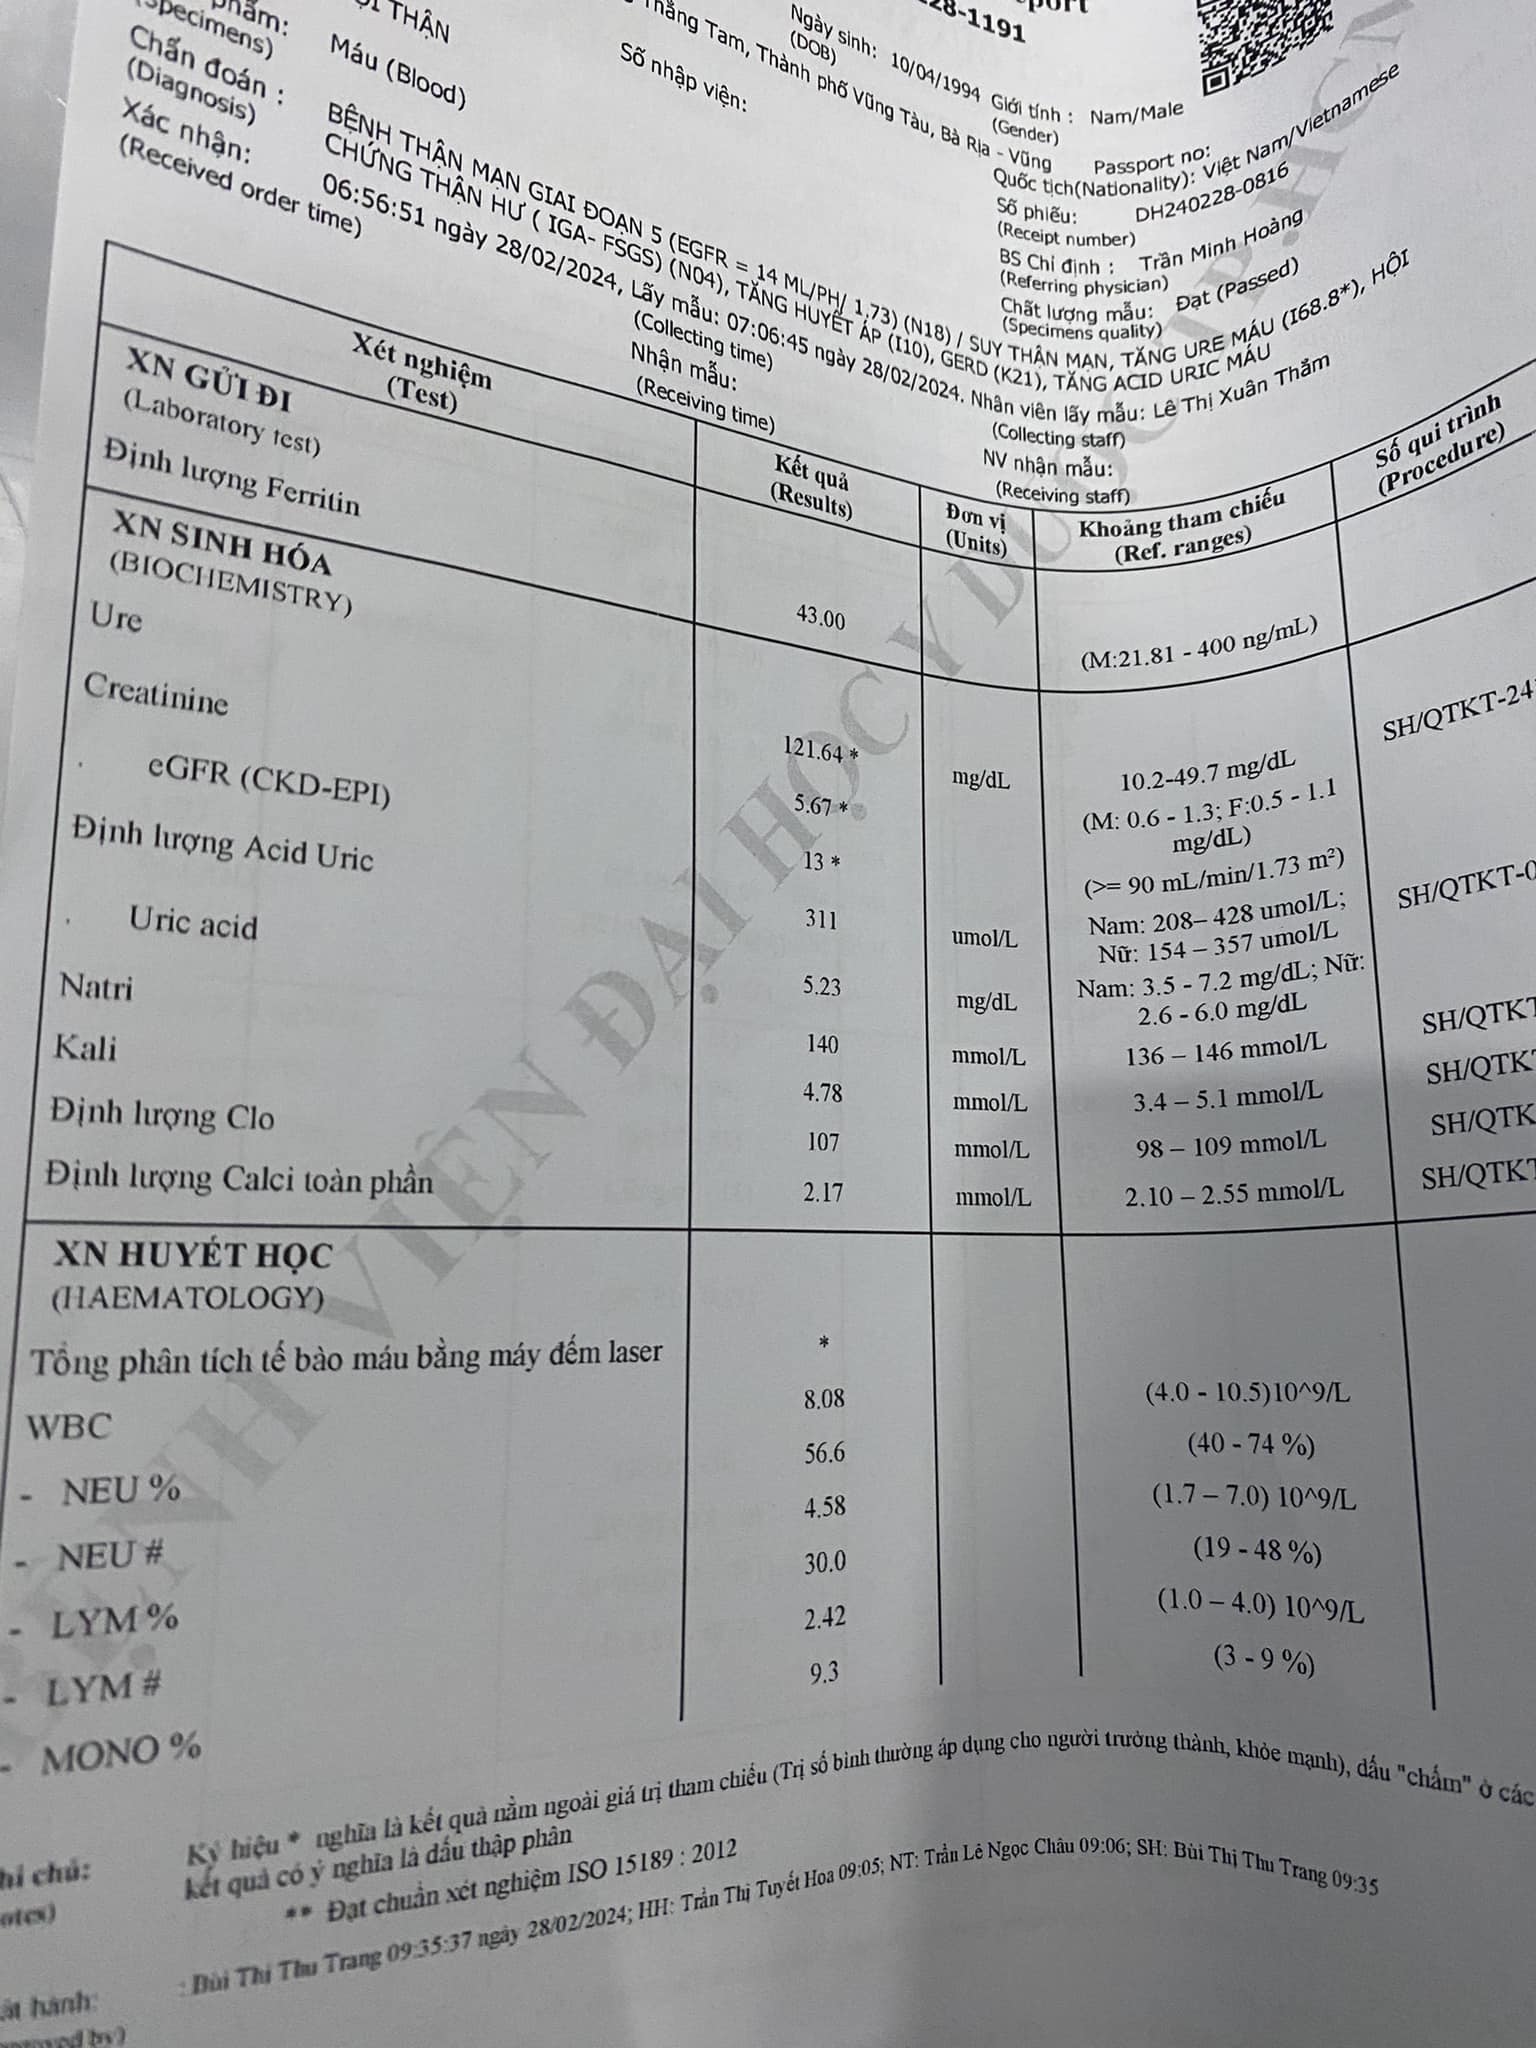 THẬN
port
28-1191
phẩm:
(Specimens)
Máu (Blood)
Số nhập viện:
Thắng Tam, Thành phố Vũng Tàu, Bà Rịa - Vũng
Ngày sinh: 10/04/1994
(DOB)
Giới tính : Nam/Male
(Gender)
Passport no:
Quốc tịch(Nationality): Việt Nam/Vietnamese
Số phiếu: DH240228-0816
(Receipt number)
BS Chỉ định : Trần Minh Hoàng
(Referring physician)
Chất lượng mẫu: Đạt (Passed)
(Specimens quality)
Chẩn đoán :
(Diagnosis)
BỆNH THẬN MẠN GIAI ĐOẠN 5 (EGFR = 14 ML/PH/ 1,73) (N18) / SUY THẬN MẠN, TĂNG URE MÁU (I68.8*), HỘI
CHỨNG THẬN HƯ ( IGA- FSGS) (N04), TĂNG HUYẾT ÁP (I10), GERD (K21), TĂNG ACID URIC MÁU
Xác nhận: 06:56:51 ngày 28/02/2024, Lấy mẫu: 07:06:45 ngày 28/02/2024. Nhân viên lấy mẫu: Lê Thị Xuân Thắm
(Received order time) (Collecting time) (Collecting staff)
Nhận mẫu: NV nhận mẫu:
(Receiving time) (Receiving staff)
Xét nghiệm Kết quả Đơn vị Khoảng tham chiếu Số qui trình
(Test) (Results) (Units) (Ref. ranges) (Procedure)
XN GỬI ĐI
(Laboratory test)
Định lượng Ferritin 43.00 (M:21.81 - 400 ng/mL)
XN SINH HÓA
(BIOCHEMISTRY)
Ure 121.64 * mg/dL 10.2-49.7 mg/dL SH/QTKT-24
Creatinine 5.67 * (M: 0.6 - 1.3; F:0.5 - 1.1
mg/dL)
. eGFR (CKD-EPI) 13 * (>= 90 mL/min/1.73 m²)
Định lượng Acid Uric 311 umol/L Nam: 208– 428 umol/L; SH/QTKT-0
Nữ: 154 – 357 umol/L
. Uric acid 5.23 mg/dL Nam: 3.5 - 7.2 mg/dL; Nữ:
2.6 - 6.0 mg/dL
Natri 140 mmol/L 136 – 146 mmol/L SH/QTKT
Kali 4.78 mmol/L 3.4 – 5.1 mmol/L SH/QTKT
Định lượng Clo 107 mmol/L 98 – 109 mmol/L SH/QTK
Định lượng Calci toàn phần 2.17 mmol/L 2.10 – 2.55 mmol/L SH/QTKT
XN HUYẾT HỌC
(HAEMATOLOGY)
Tổng phân tích tế bào máu bằng máy đếm laser *
WBC 8.08 (4.0 - 10.5)10^9/L
- NEU % 56.6 (40 - 74 %)
- NEU # 4.58 (1.7 – 7.0) 10^9/L
- LYM % 30.0 (19 - 48 %)
- LYM # 2.42 (1.0 – 4.0) 10^9/L
- MONO % 9.3 (3 - 9 %)
BỆNH VIỆN ĐẠI HỌC Y DƯỢC TP.HCM
hi chú: Ký hiệu * nghĩa là kết quả nằm ngoài giá trị tham chiếu (Trị số bình thường áp dụng cho người trưởng thành, khỏe mạnh), dấu "chấm" ở các
otes) kết quả có ý nghĩa là dấu thập phân
** Đạt chuẩn xét nghiệm ISO 15189 : 2012
: Bùi Thị Thu Trang 09:35:37 ngày 28/02/2024; HH: Trần Thị Tuyết Hoa 09:05; NT: Trần Lê Ngọc Châu 09:06; SH: Bùi Thị Thu Trang 09:35
hành:
by)